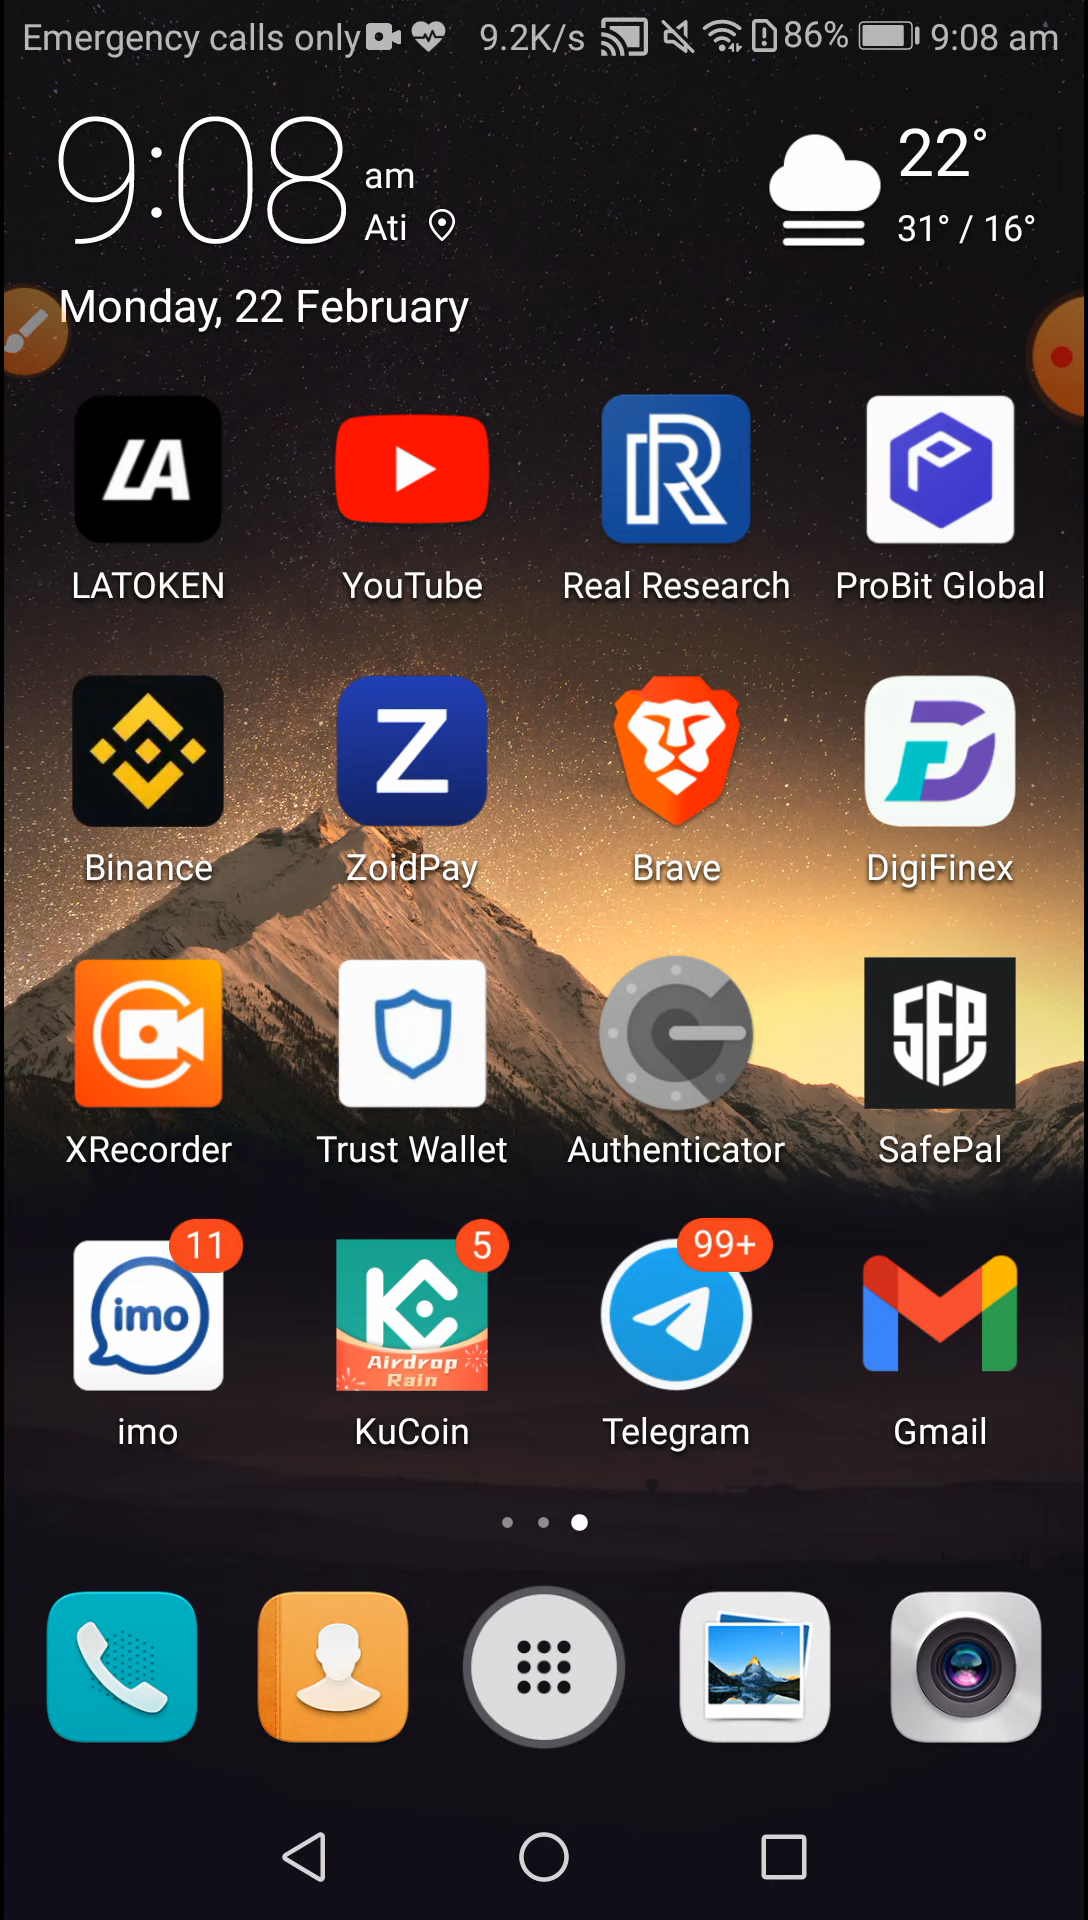 Emergency calls only 9.2K/s 86% 9:08 am
9:08 am
Ati
22°
31° / 16°
Monday, 22 February
LA
LATOKEN YouTube Real Research ProBit Global
Z
Binance ZoidPay Brave DigiFinex
SFP
XRecorder Trust Wallet Authenticator SafePal
11 5 99+
imo
Airdrop
Rain
imo KuCoin Telegram Gmail